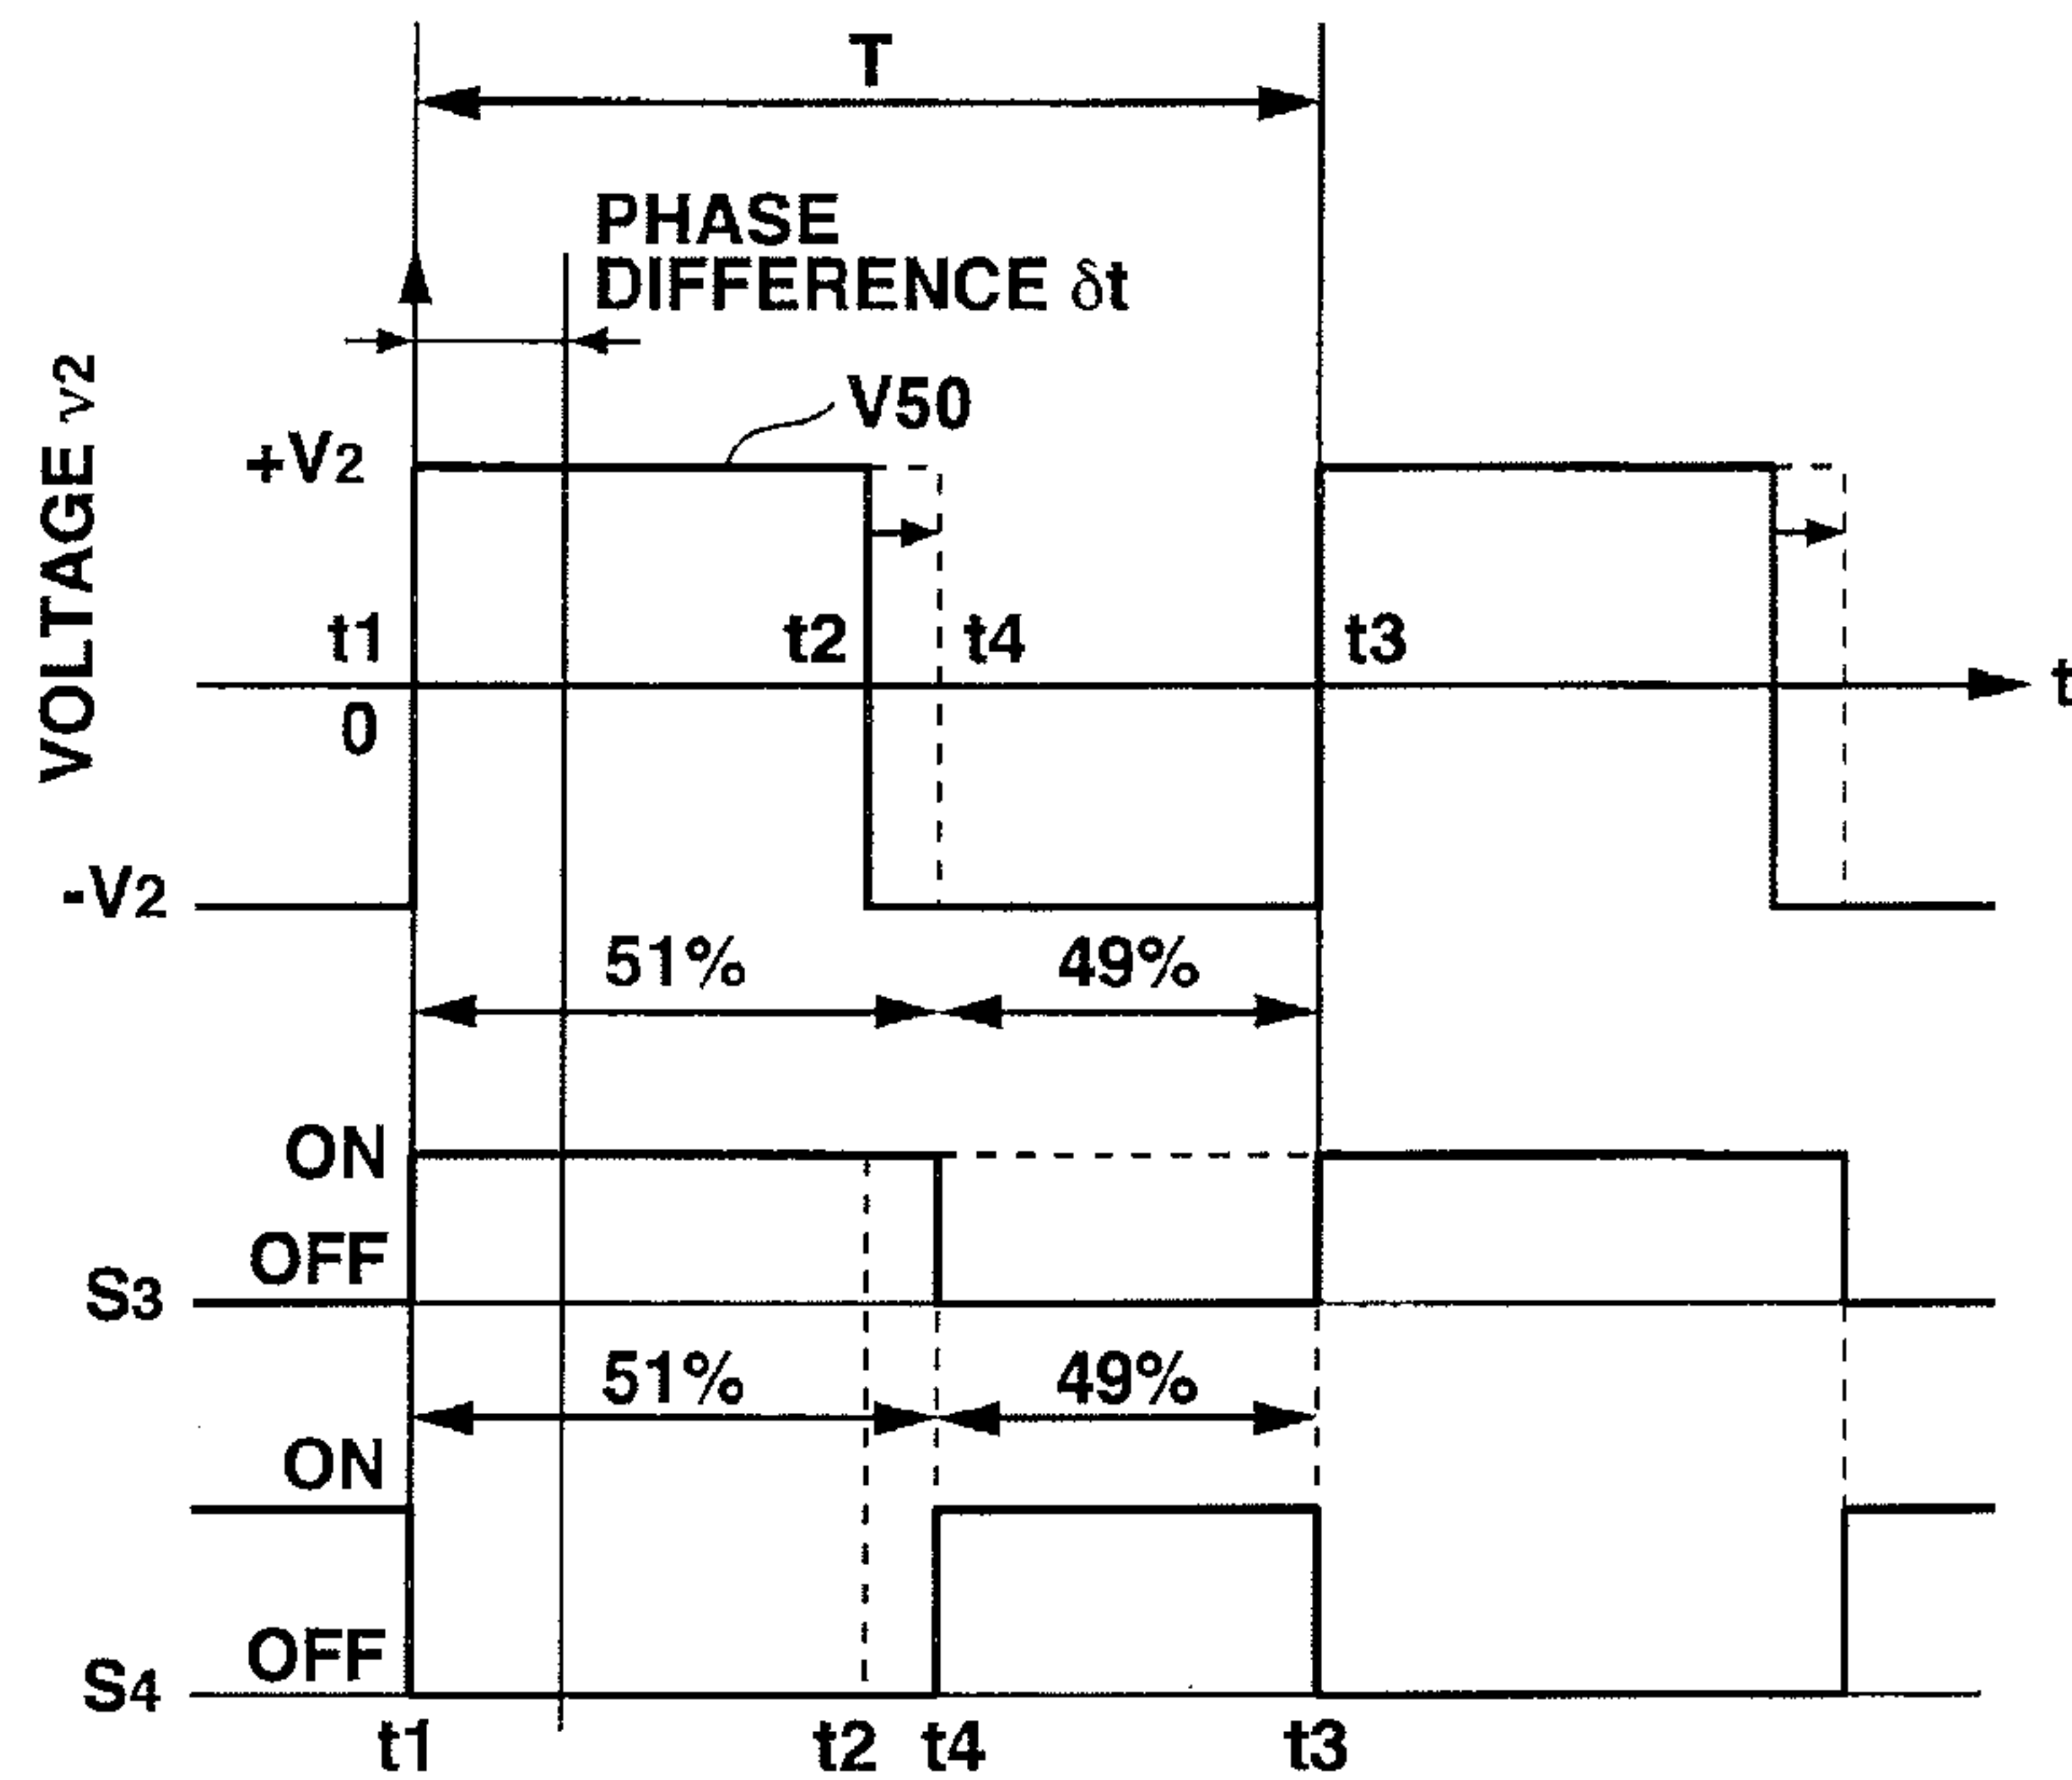 T
PHASE
DIFFERENCE δt
V50
VOLTAGE v2
+V2
t1
t2
t4
t3
t
0
-V2
51%
49%
ON
OFF
S3
51%
49%
ON
OFF
S4
t1
t2
t4
t3